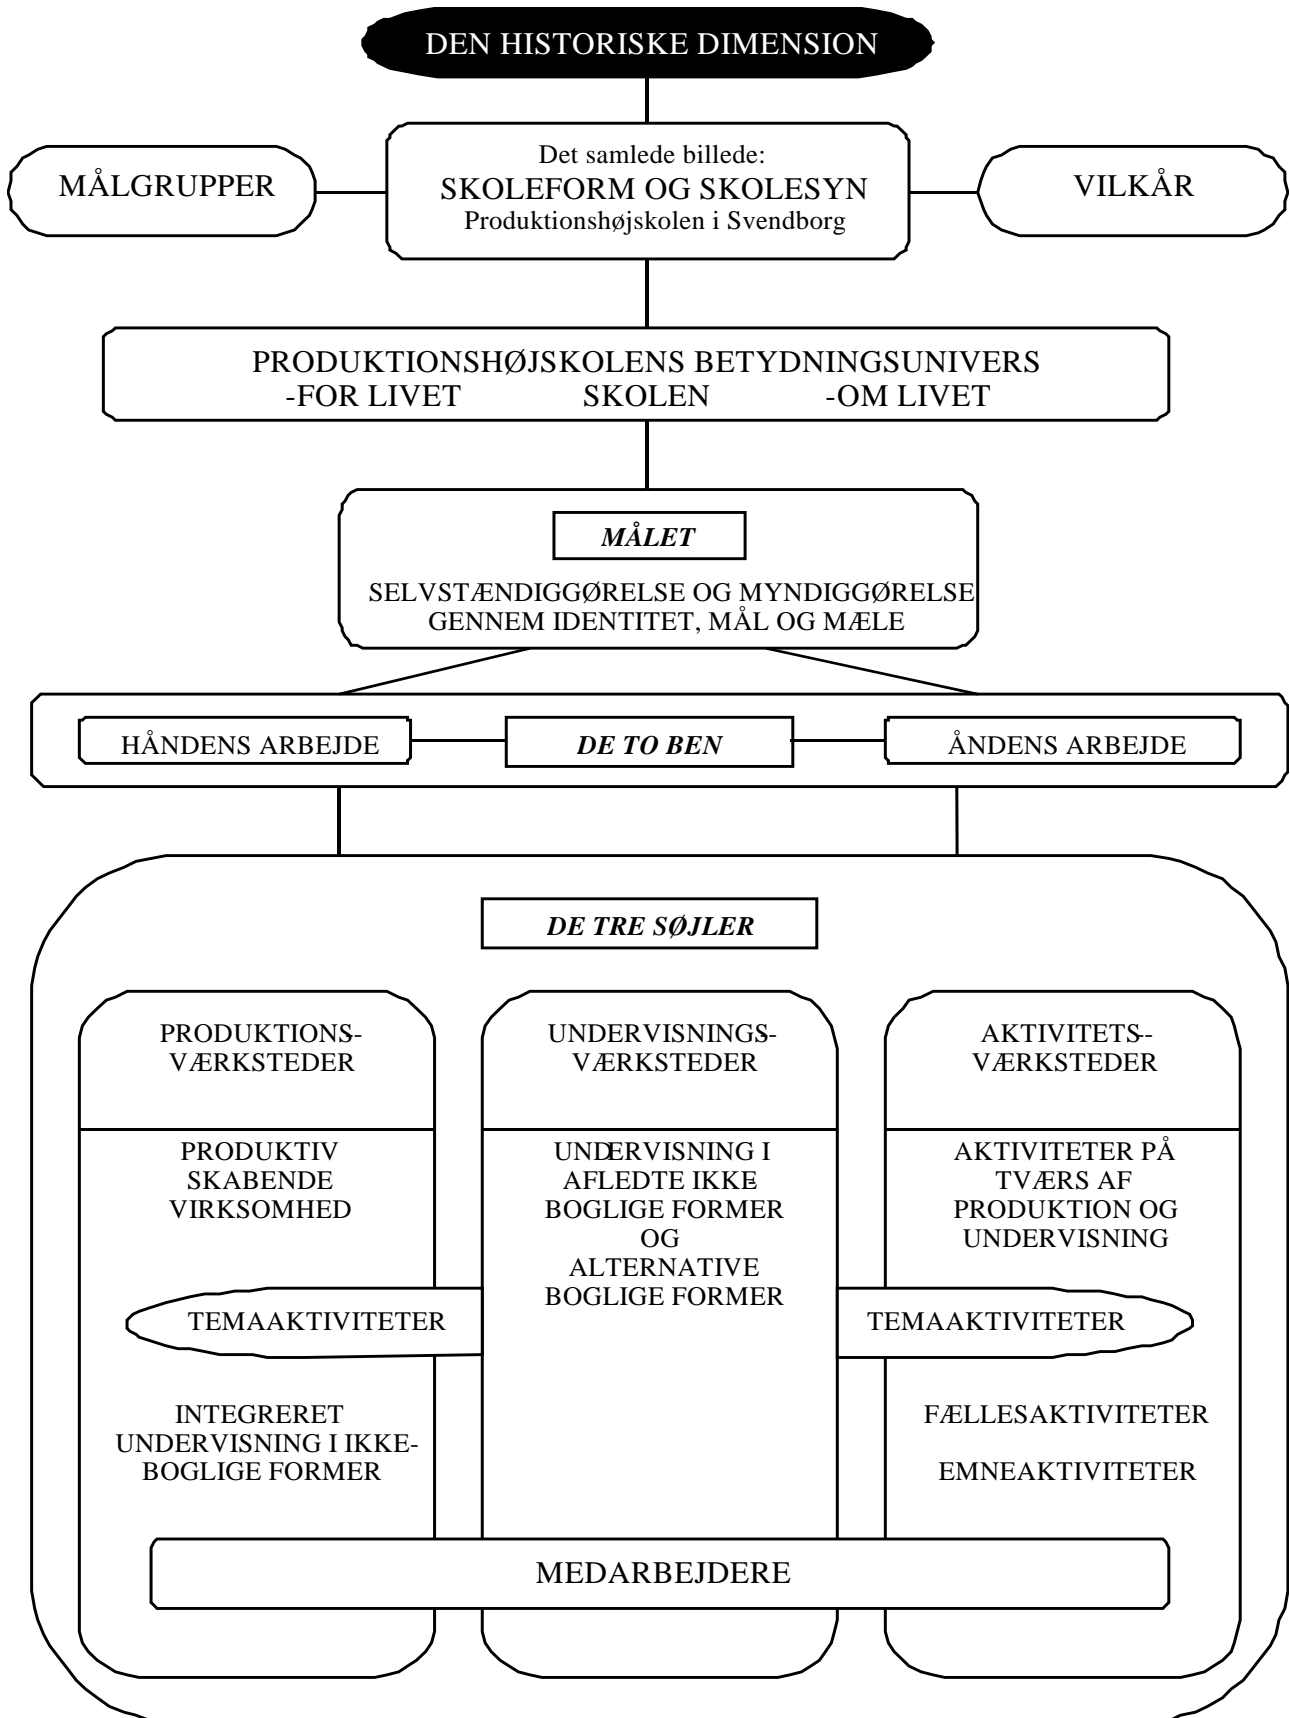 DEN HISTORISKE DIMENSION
MÅLGRUPPER
Det samlede billede:
SKOLEFORM OG SKOLESYN
Produktionshøjskolen i Svendborg
VILKÅR
PRODUKTIONSHØJSKOLENS BETYDNINGSUNIVERS
-FOR LIVET SKOLEN -OM LIVET
MÅLET
SELVSTÆNDIGGØRELSE OG MYNDIGGØRELSE
GENNEM IDENTITET, MÅL OG MÆLE
HÅNDENS ARBEJDE
DE TO BEN
ÅNDENS ARBEJDE
DE TRE SØJLER
PRODUKTIONS-
VÆRKSTEDER
PRODUKTIV
SKABENDE
VIRKSOMHED
TEMAAKTIVITETER
INTEGRERET
UNDERVISNING I IKKE-
BOGLIGE FORMER
UNDERVISNINGS-
VÆRKSTEDER
UNDERVISNING I
AFLEDTE IKKE-
BOGLIGE FORMER
OG
ALTERNATIVE
BOGLIGE FORMER
AKTIVITETS--
VÆRKSTEDER
AKTIVITETER PÅ
TVÆRS AF
PRODUKTION OG
UNDERVISNING
TEMAAKTIVITETER
FÆLLESAKTIVITETER
EMNEAKTIVITETER
MEDARBEJDERE